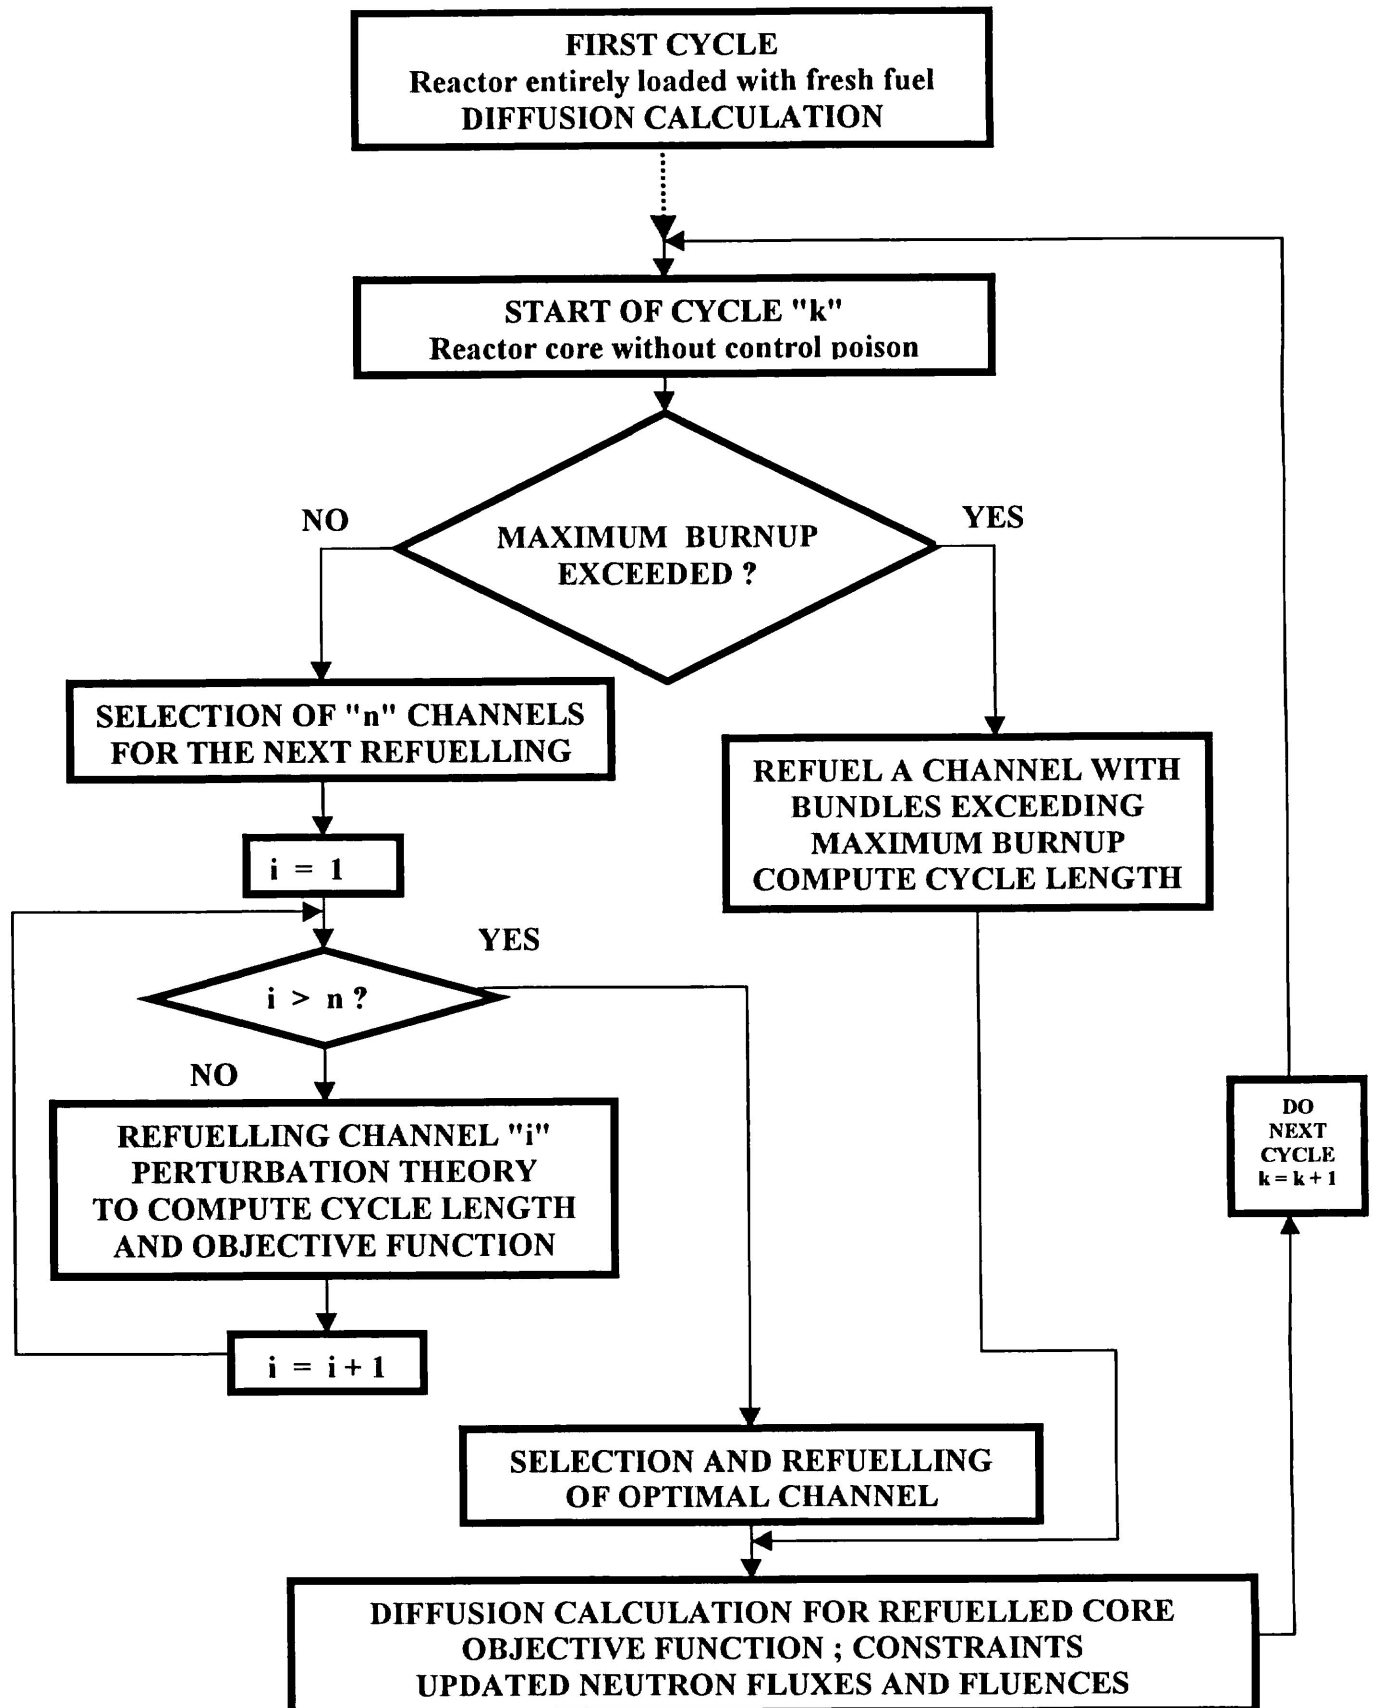 FIRST CYCLE
Reactor entirely loaded with fresh fuel
DIFFUSION CALCULATION
START OF CYCLE "k"
Reactor core without control poison
NO
YES
MAXIMUM BURNUP
EXCEEDED ?
SELECTION OF "n" CHANNELS
FOR THE NEXT REFUELLING
REFUEL A CHANNEL WITH
BUNDLES EXCEEDING
MAXIMUM BURNUP
COMPUTE CYCLE LENGTH
i = 1
YES
i > n ?
NO
REFUELLING CHANNEL "i"
PERTURBATION THEORY
TO COMPUTE CYCLE LENGTH
AND OBJECTIVE FUNCTION
DO
NEXT
CYCLE
k = k + 1
i = i + 1
SELECTION AND REFUELLING
OF OPTIMAL CHANNEL
DIFFUSION CALCULATION FOR REFUELLED CORE
OBJECTIVE FUNCTION ; CONSTRAINTS
UPDATED NEUTRON FLUXES AND FLUENCES